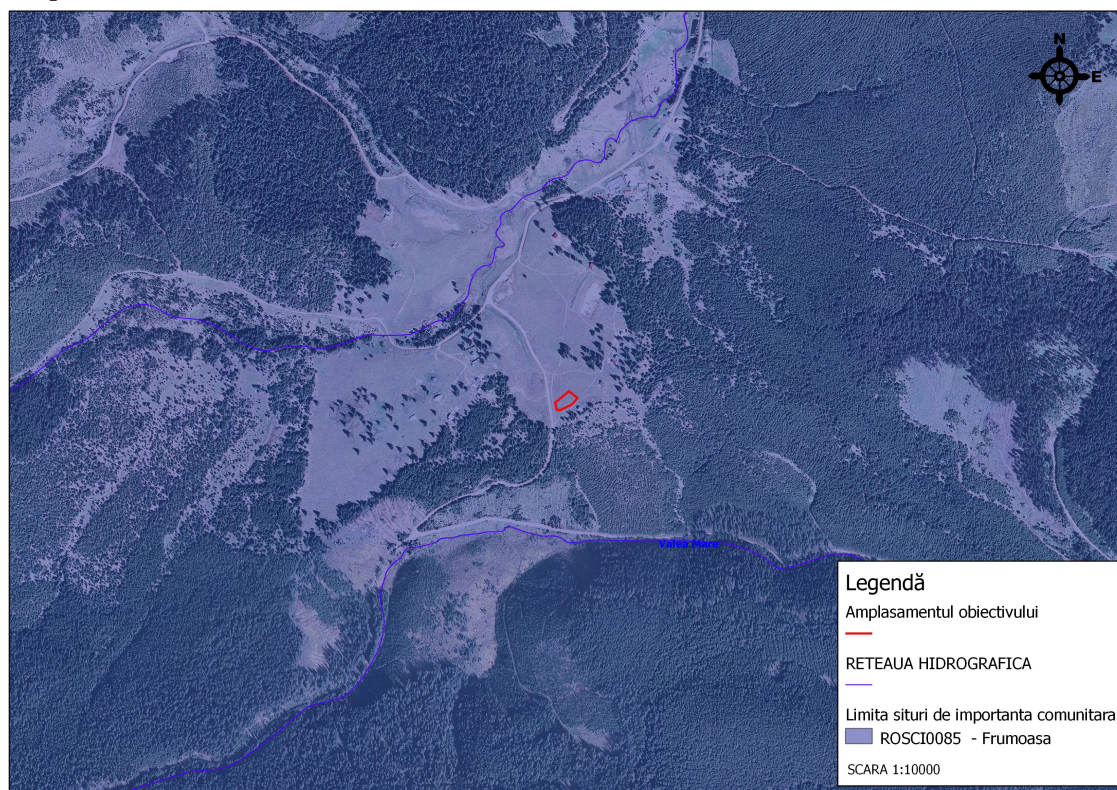 N
E
Valea Mare
Legendă
Amplasamentul obiectivului
RETEAUA HIDROGRAFICA
Limita situri de importanta comunitara
ROSCI0085 - Frumoasa
SCARA 1:10000